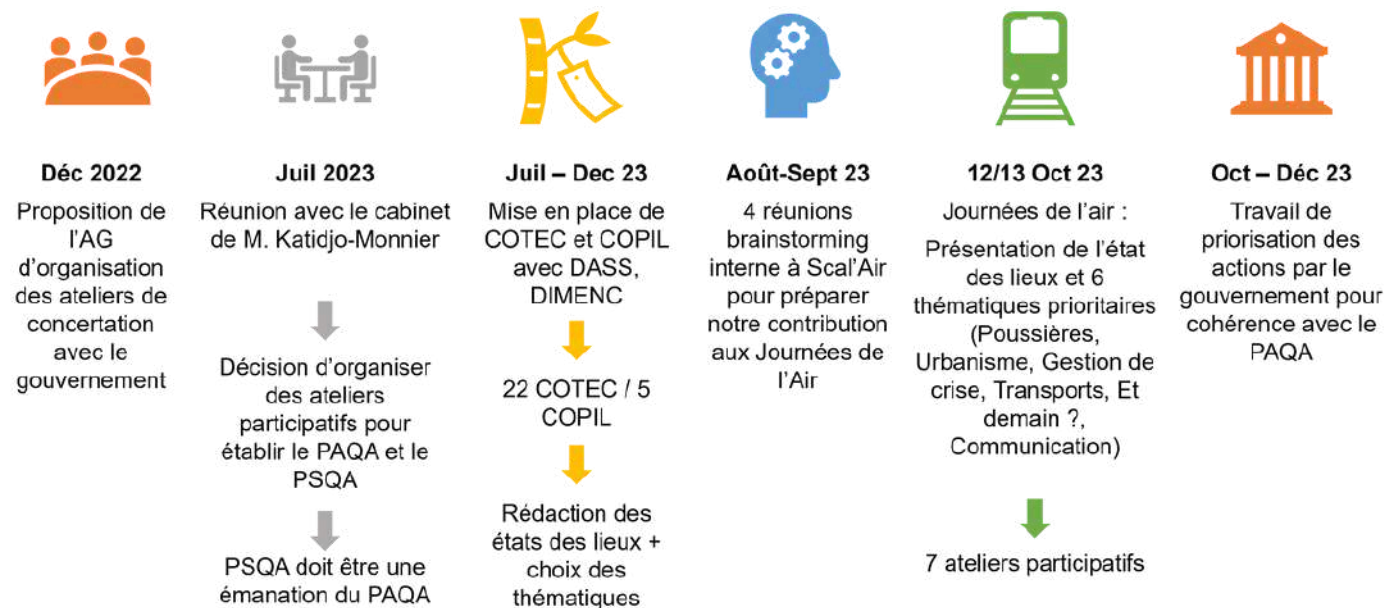 Déc 2022
Proposition de
l'AG
d'organisation
des ateliers de
concertation
avec le
gouvernement
Juil 2023
Réunion avec le cabinet
de M. Katidjo-Monnier
Décision d'organiser
des ateliers
participatifs pour
établir le PAQA et le
PSQA
PSQA doit être une
émanation du PAQA
Juil – Dec 23
Mise en place de
COTEC et COPIL
avec DASS,
DIMENC
22 COTEC / 5
COPIL
Rédaction des
états des lieux +
choix des
thématiques
Août-Sept 23
4 réunions
brainstorming
interne à Scal'Air
pour préparer
notre contribution
aux Journées de
l'Air
12/13 Oct 23
Journées de l'air :
Présentation de l'état
des lieux et 6
thématiques prioritaires
(Poussières,
Urbanisme, Gestion de
crise, Transports, Et
demain ?,
Communication)
7 ateliers participatifs
Oct – Déc 23
Travail de
priorisation des
actions par le
gouvernement pour
cohérence avec le
PAQA